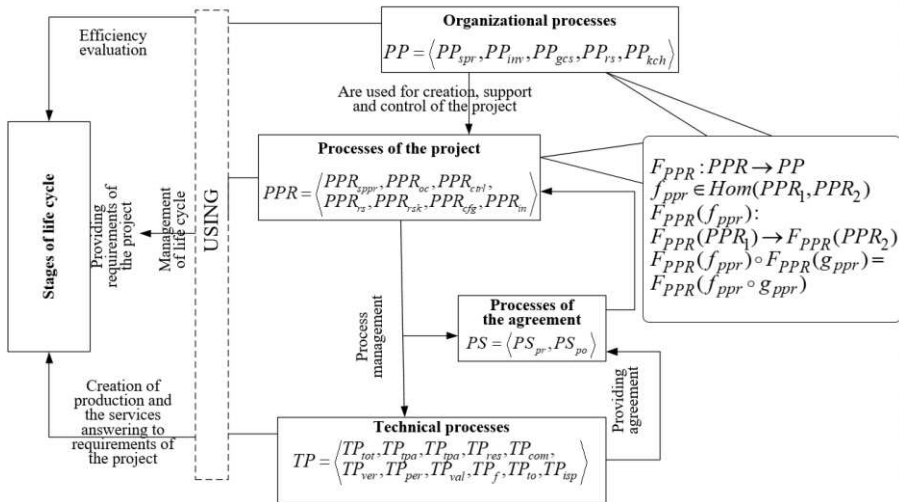 Organizational processes
PP = ⟨PP_spr, PP_inv, PP_gcs, PP_rs, PP_kch⟩
Efficiency
evaluation
Are used for creation, support
and control of the project
Processes of the project
PPR = ⟨PPR_sppr, PPR_oc, PPR_ctrl,
PPR_rs, PPR_rsk, PPR_cfg, PPR_in⟩
F_PPR : PPR → PP
f_ppr ∈ Hom(PPR_1, PPR_2)
F_PPR(f_ppr):
F_PPR(PPR_1) → F_PPR(PPR_2)
F_PPR(f_ppr) ∘ F_PPR(g_ppr) =
F_PPR(f_ppr ∘ g_ppr)
Stages of life cycle
Providing
requirements of
the project
Management
of life cycle
USING
Process
management
Processes of
the agreement
PS = ⟨PS_pr, PS_po⟩
Providing
agreement
Creation of
production and
the services
answering to
requirements of
the project
Technical processes
TP = ⟨TP_tot, TP_tpa, TP_tpa, TP_res, TP_com,
TP_ver, TP_per, TP_val, TP_f, TP_to, TP_isp⟩